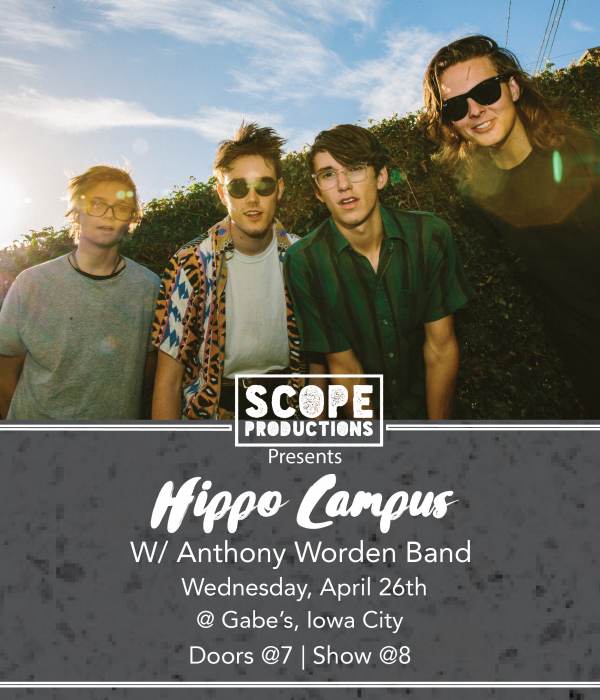 SCOPE
PRODUCTIONS
Presents
Hippo Campus
W/ Anthony Worden Band
Wednesday, April 26th
@ Gabe's, Iowa City
Doors @7 | Show @8